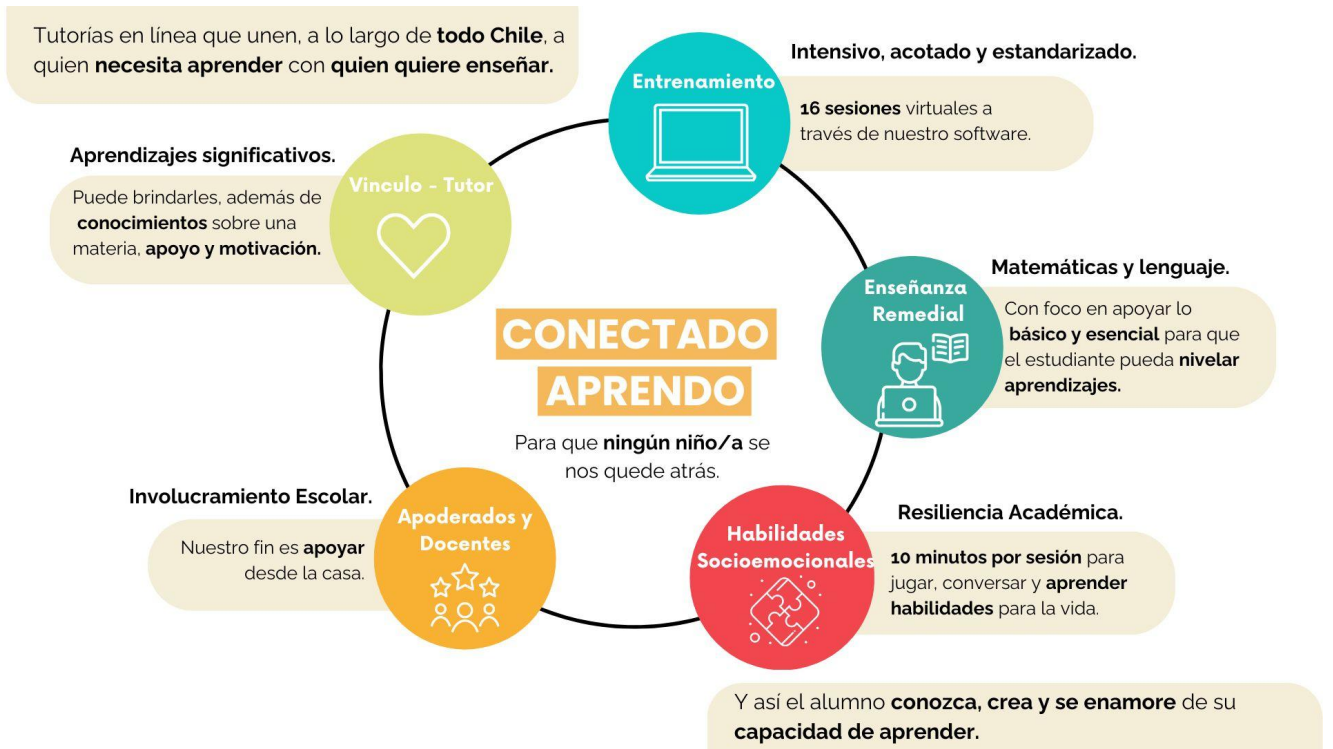 Tutorías en línea que unen, a lo largo de todo Chile, a
quien necesita aprender con quien quiere enseñar.
Entrenamiento
Intensivo, acotado y estandarizado.
16 sesiones virtuales a
través de nuestro software.
Aprendizajes significativos.
Puede brindarles, además de
conocimientos sobre una
materia, apoyo y motivación.
Vinculo - Tutor
Enseñanza
Remedial
Matemáticas y lenguaje.
Con foco en apoyar lo
básico y esencial para que
el estudiante pueda nivelar
aprendizajes.
CONECTADO
APRENDO
Para que ningún niño/a se
nos quede atrás.
Involucramiento Escolar.
Nuestro fin es apoyar
desde la casa.
Apoderados y
Docentes
Habilidades
Socioemocionales
Resiliencia Académica.
10 minutos por sesión para
jugar, conversar y aprender
habilidades para la vida.
Y así el alumno conozca, crea y se enamore de su
capacidad de aprender.